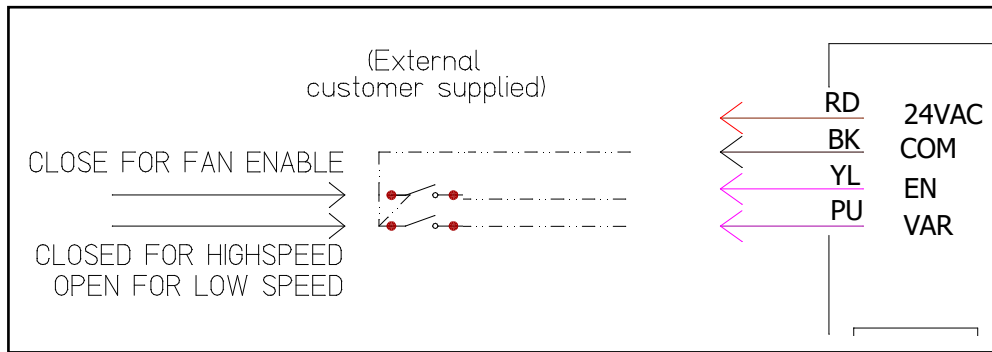 (External
customer supplied)
CLOSE FOR FAN ENABLE
CLOSED FOR HIGHSPEED
OPEN FOR LOW SPEED
RD 24VAC
BK COM
YL EN
PU VAR